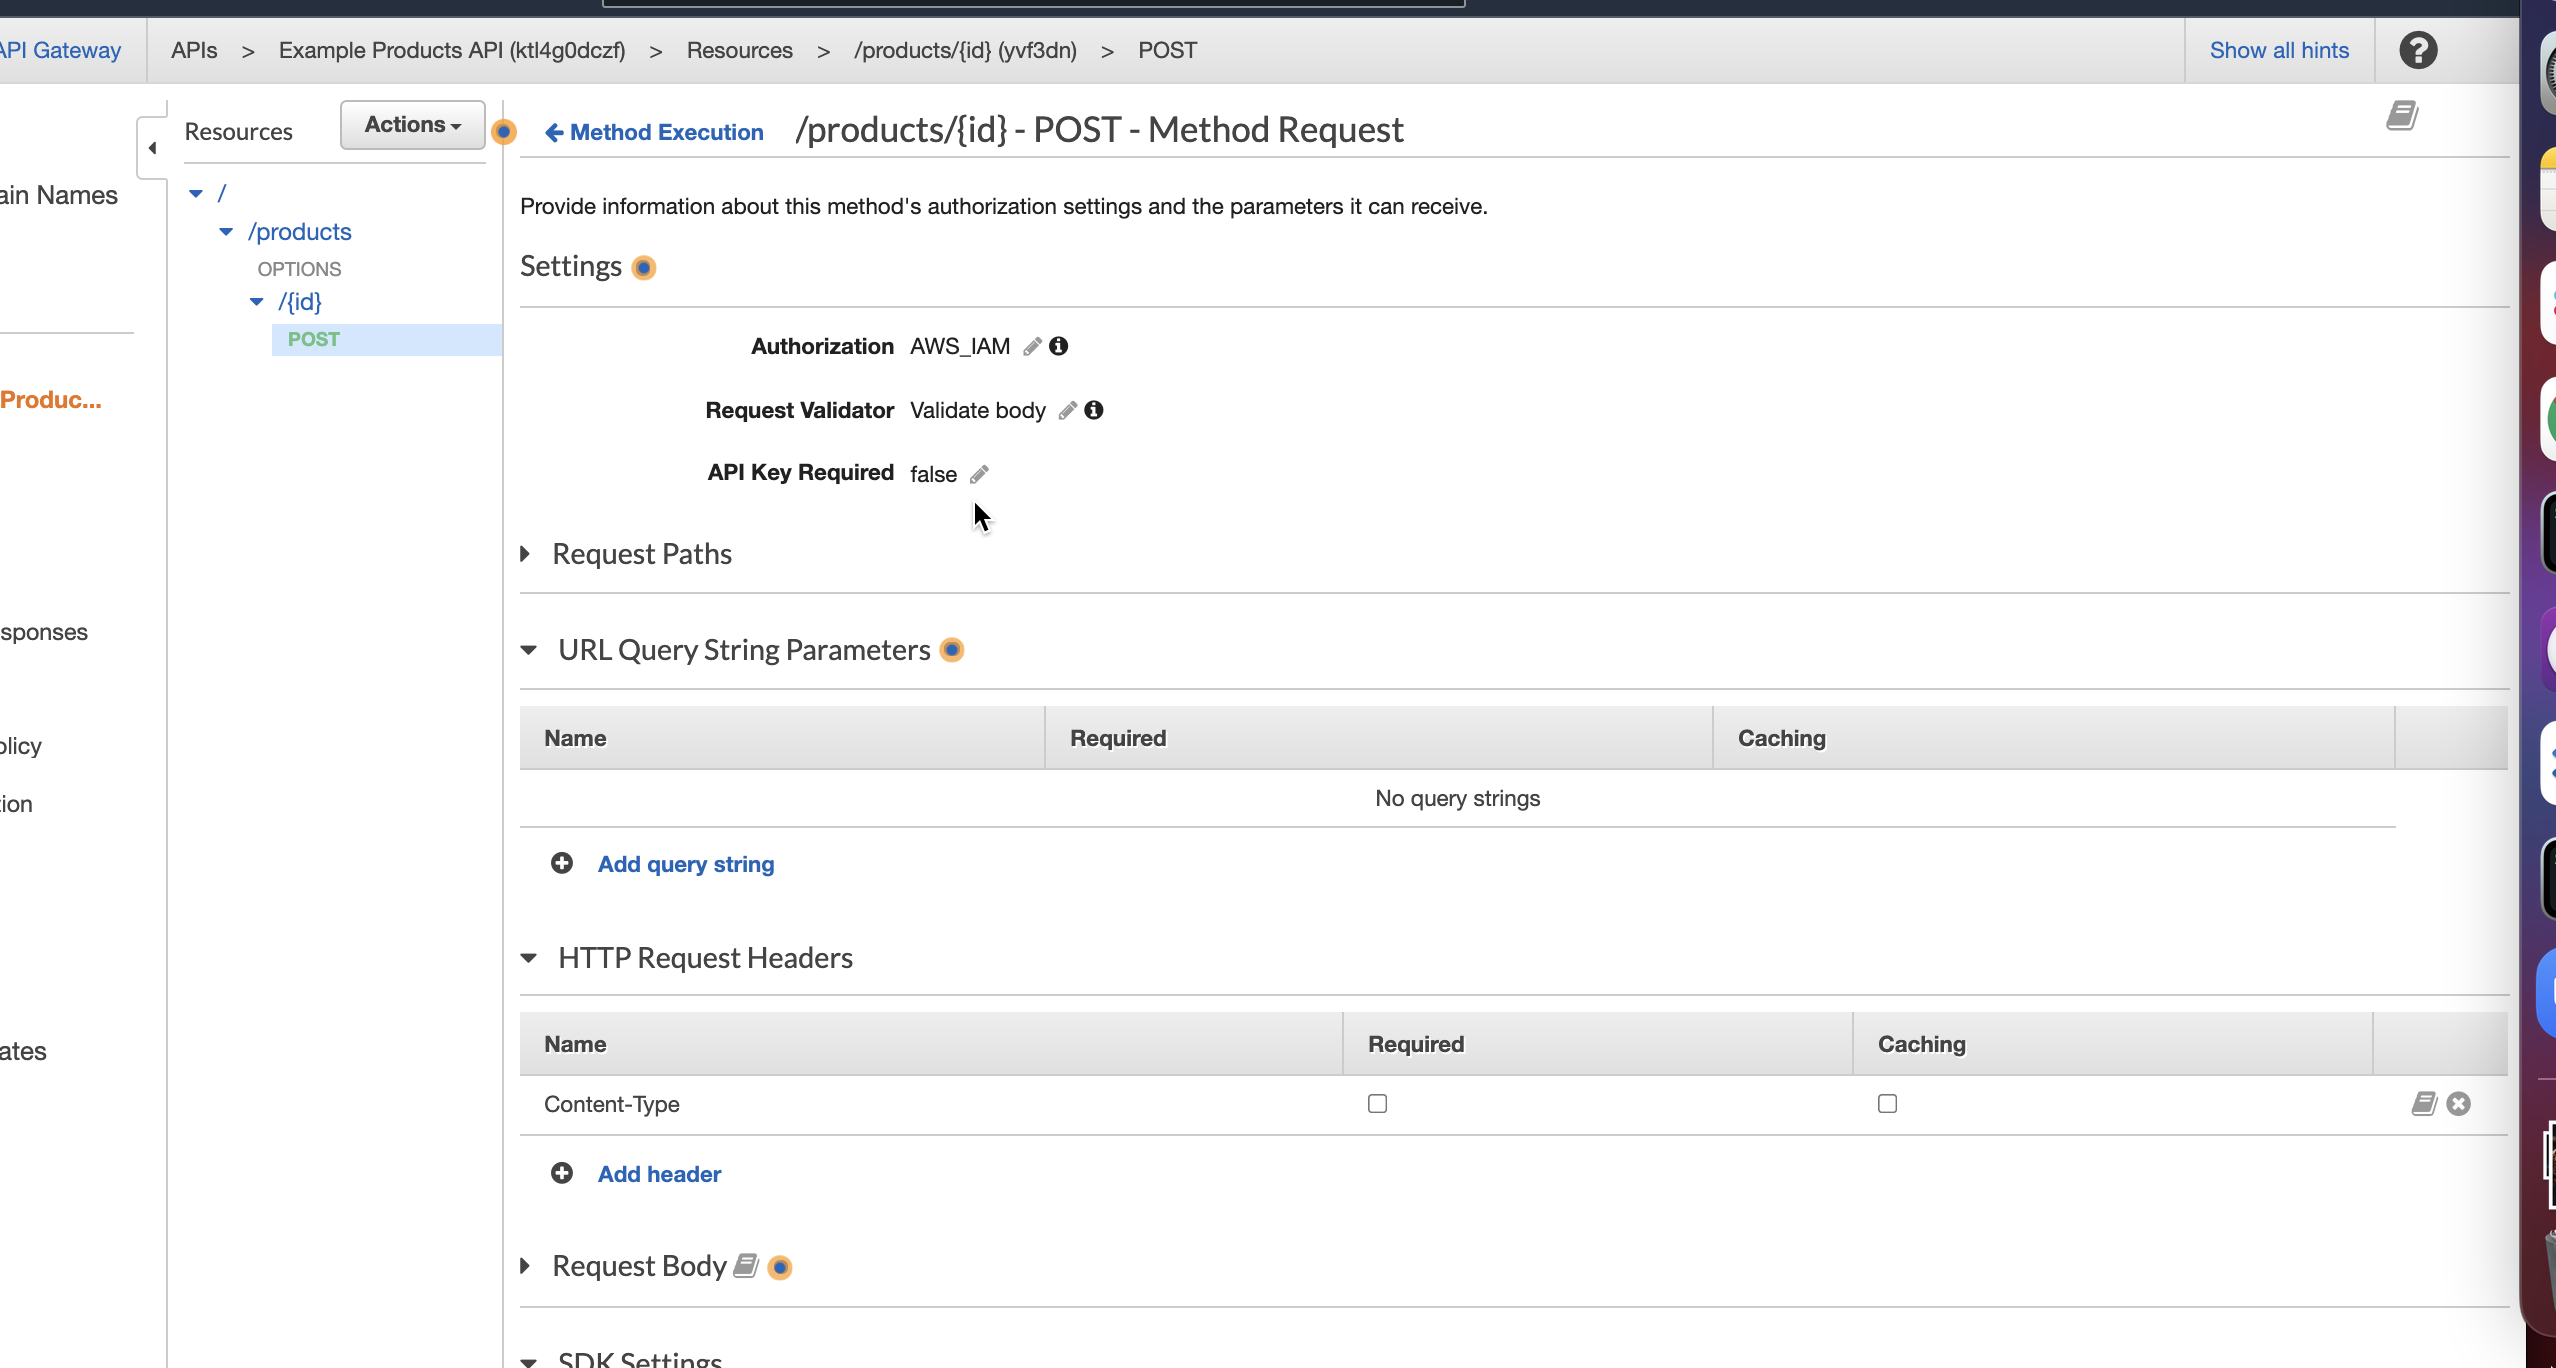 API Gateway APIs > Example Products API (ktl4g0dczf) > Resources > /products/{id} (yvf3dn) > POST Show all hints
Resources Actions
Method Execution /products/{id} - POST - Method Request
ain Names
/
/products
OPTIONS
/{id}
POST
Produc...
sponses
olicy
tion
ates
Provide information about this method's authorization settings and the parameters it can receive.
Settings
Authorization AWS_IAM
Request Validator Validate body
API Key Required false
Request Paths
URL Query String Parameters
Name Required Caching
No query strings
Add query string
HTTP Request Headers
Name Required Caching
Content-Type
Add header
Request Body
SDK Settings